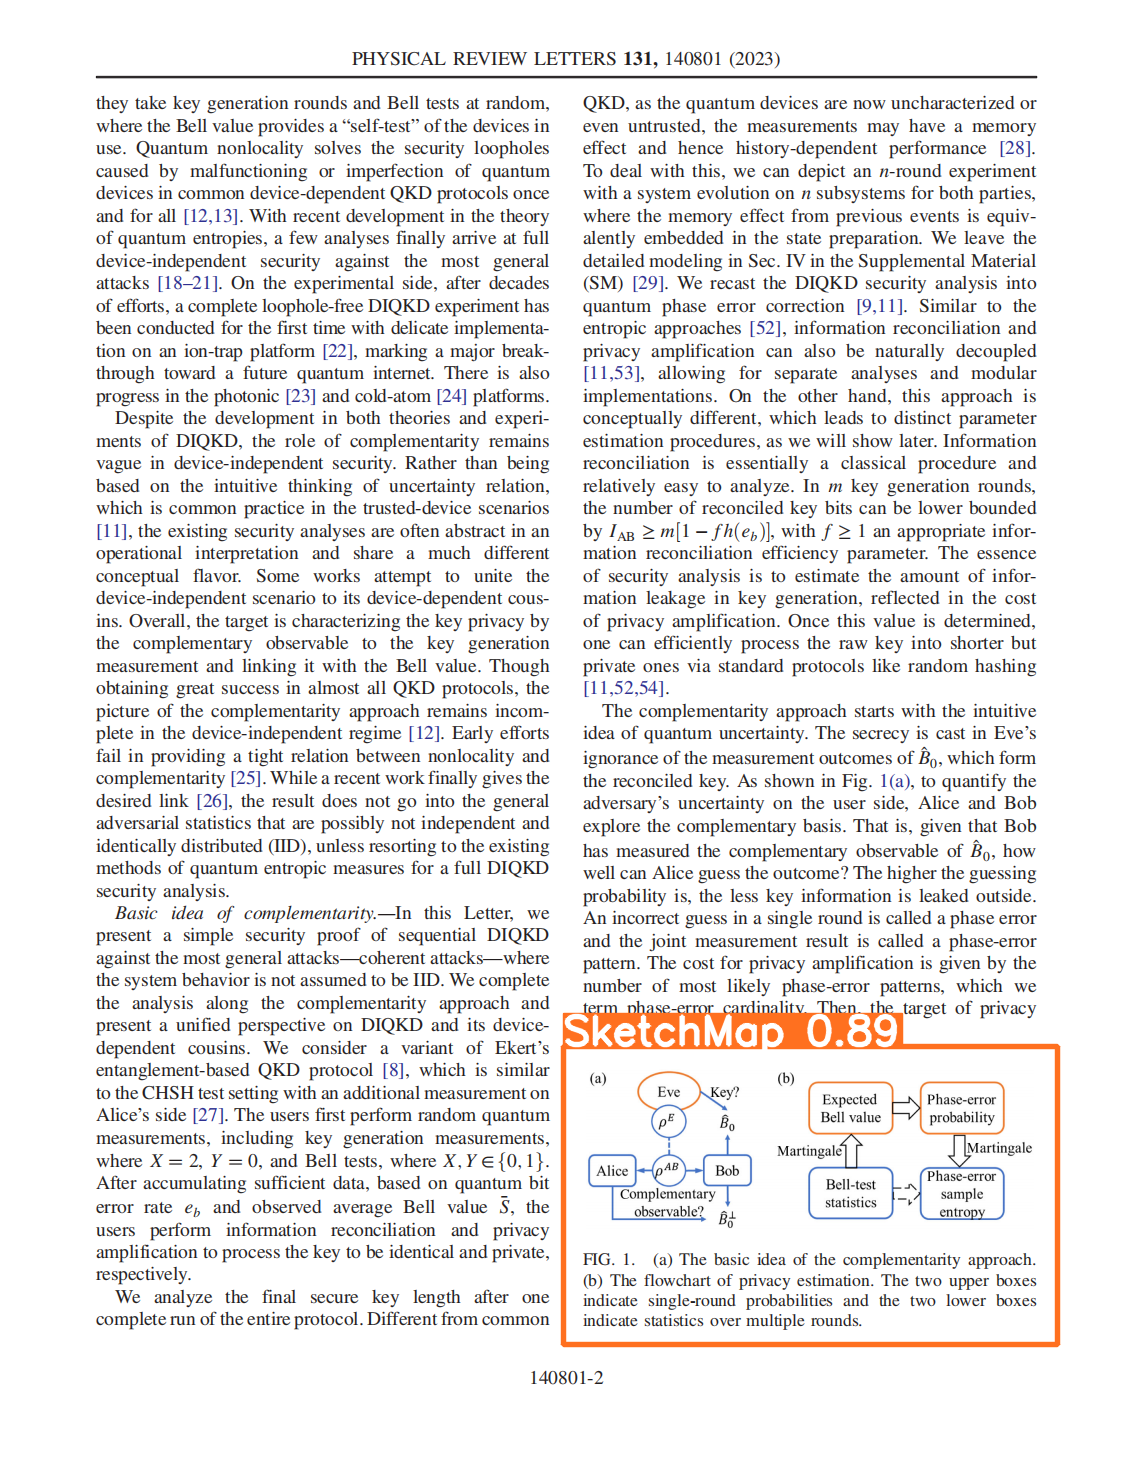 PHYSICAL REVIEW LETTERS 131, 140801 (2023)
they take key generation rounds and Bell tests at random,
where the Bell value provides a “self-test” of the devices in
use. Quantum nonlocality solves the security loopholes
caused by malfunctioning or imperfection of quantum
devices in common device-dependent QKD protocols once
and for all [12,13]. With recent development in the theory
of quantum entropies, a few analyses finally arrive at full
device-independent security against the most general
attacks [18–21]. On the experimental side, after decades
of efforts, a complete loophole-free DIQKD experiment has
been conducted for the first time with delicate implementa-
tion on an ion-trap platform [22], marking a major break-
through toward a future quantum internet. There is also
progress in the photonic [23] and cold-atom [24] platforms.
Despite the development in both theories and experi-
ments of DIQKD, the role of complementarity remains
vague in device-independent security. Rather than being
based on the intuitive thinking of uncertainty relation,
which is common practice in the trusted-device scenarios
[11], the existing security analyses are often abstract in an
operational interpretation and share a much different
conceptual flavor. Some works attempt to unite the
device-independent scenario to its device-dependent cous-
ins. Overall, the target is characterizing the key privacy by
the complementary observable to the key generation
measurement and linking it with the Bell value. Though
obtaining great success in almost all QKD protocols, the
picture of the complementarity approach remains incom-
plete in the device-independent regime [12]. Early efforts
fail in providing a tight relation between nonlocality and
complementarity [25]. While a recent work finally gives the
desired link [26], the result does not go into the general
adversarial statistics that are possibly not independent and
identically distributed (IID), unless resorting to the existing
methods of quantum entropic measures for a full DIQKD
security analysis.
Basic idea of complementarity.—In this Letter, we
present a simple security proof of sequential DIQKD
against the most general attacks—coherent attacks—where
the system behavior is not assumed to be IID. We complete
the analysis along the complementarity approach and
present a unified perspective on DIQKD and its device-
dependent cousins. We consider a variant of Ekert’s
entanglement-based QKD protocol [8], which is similar
to the CHSH test setting with an additional measurement on
Alice’s side [27]. The users first perform random quantum
measurements, including key generation measurements,
where X = 2, Y = 0, and Bell tests, where X, Y ∈ {0, 1}.
After accumulating sufficient data, based on quantum bit
error rate e_b and observed average Bell value S̄, the
users perform information reconciliation and privacy
amplification to process the key to be identical and private,
respectively.
We analyze the final secure key length after one
complete run of the entire protocol. Different from common
QKD, as the quantum devices are now uncharacterized or
even untrusted, the measurements may have a memory
effect and hence history-dependent performance [28].
To deal with this, we can depict an n-round experiment
with a system evolution on n subsystems for both parties,
where the memory effect from previous events is equiv-
alently embedded in the state preparation. We leave the
detailed modeling in Sec. IV in the Supplemental Material
(SM) [29]. We recast the DIQKD security analysis into
quantum phase error correction [9,11]. Similar to the
entropic approaches [52], information reconciliation and
privacy amplification can also be naturally decoupled
[11,53], allowing for separate analyses and modular
implementations. On the other hand, this approach is
conceptually different, which leads to distinct parameter
estimation procedures, as we will show later. Information
reconciliation is essentially a classical procedure and
relatively easy to analyze. In m key generation rounds,
the number of reconciled key bits can be lower bounded
by I_AB ≥ m[1 − fh(e_b)], with f ≥ 1 an appropriate infor-
mation reconciliation efficiency parameter. The essence
of security analysis is to estimate the amount of infor-
mation leakage in key generation, reflected in the cost
of privacy amplification. Once this value is determined,
one can efficiently process the raw key into shorter but
private ones via standard protocols like random hashing
[11,52,54].
The complementarity approach starts with the intuitive
idea of quantum uncertainty. The secrecy is cast in Eve’s
ignorance of the measurement outcomes of B̂₀, which form
the reconciled key. As shown in Fig. 1(a), to quantify the
adversary’s uncertainty on the user side, Alice and Bob
explore the complementary basis. That is, given that Bob
has measured the complementary observable of B̂₀, how
well can Alice guess the outcome? The higher the guessing
probability is, the less key information is leaked outside.
An incorrect guess in a single round is called a phase error
and the joint measurement result is called a phase-error
pattern. The cost for privacy amplification is given by the
number of most likely phase-error patterns, which we
term phase-error cardinality. Then, the target of privacy
SketchMap 0.89
(a)
Eve
Key?
ρ^E
B̂₀
Alice
ρ^AB
Bob
Complementary
observable?
B̂₀^⊥
(b)
Expected
Bell value
Phase-error
probability
Martingale
Martingale
Bell-test
statistics
Phase-error
sample
entropy
FIG. 1. (a) The basic idea of the complementarity approach.
(b) The flowchart of privacy estimation. The two upper boxes
indicate single-round probabilities and the two lower boxes
indicate statistics over multiple rounds.
140801-2